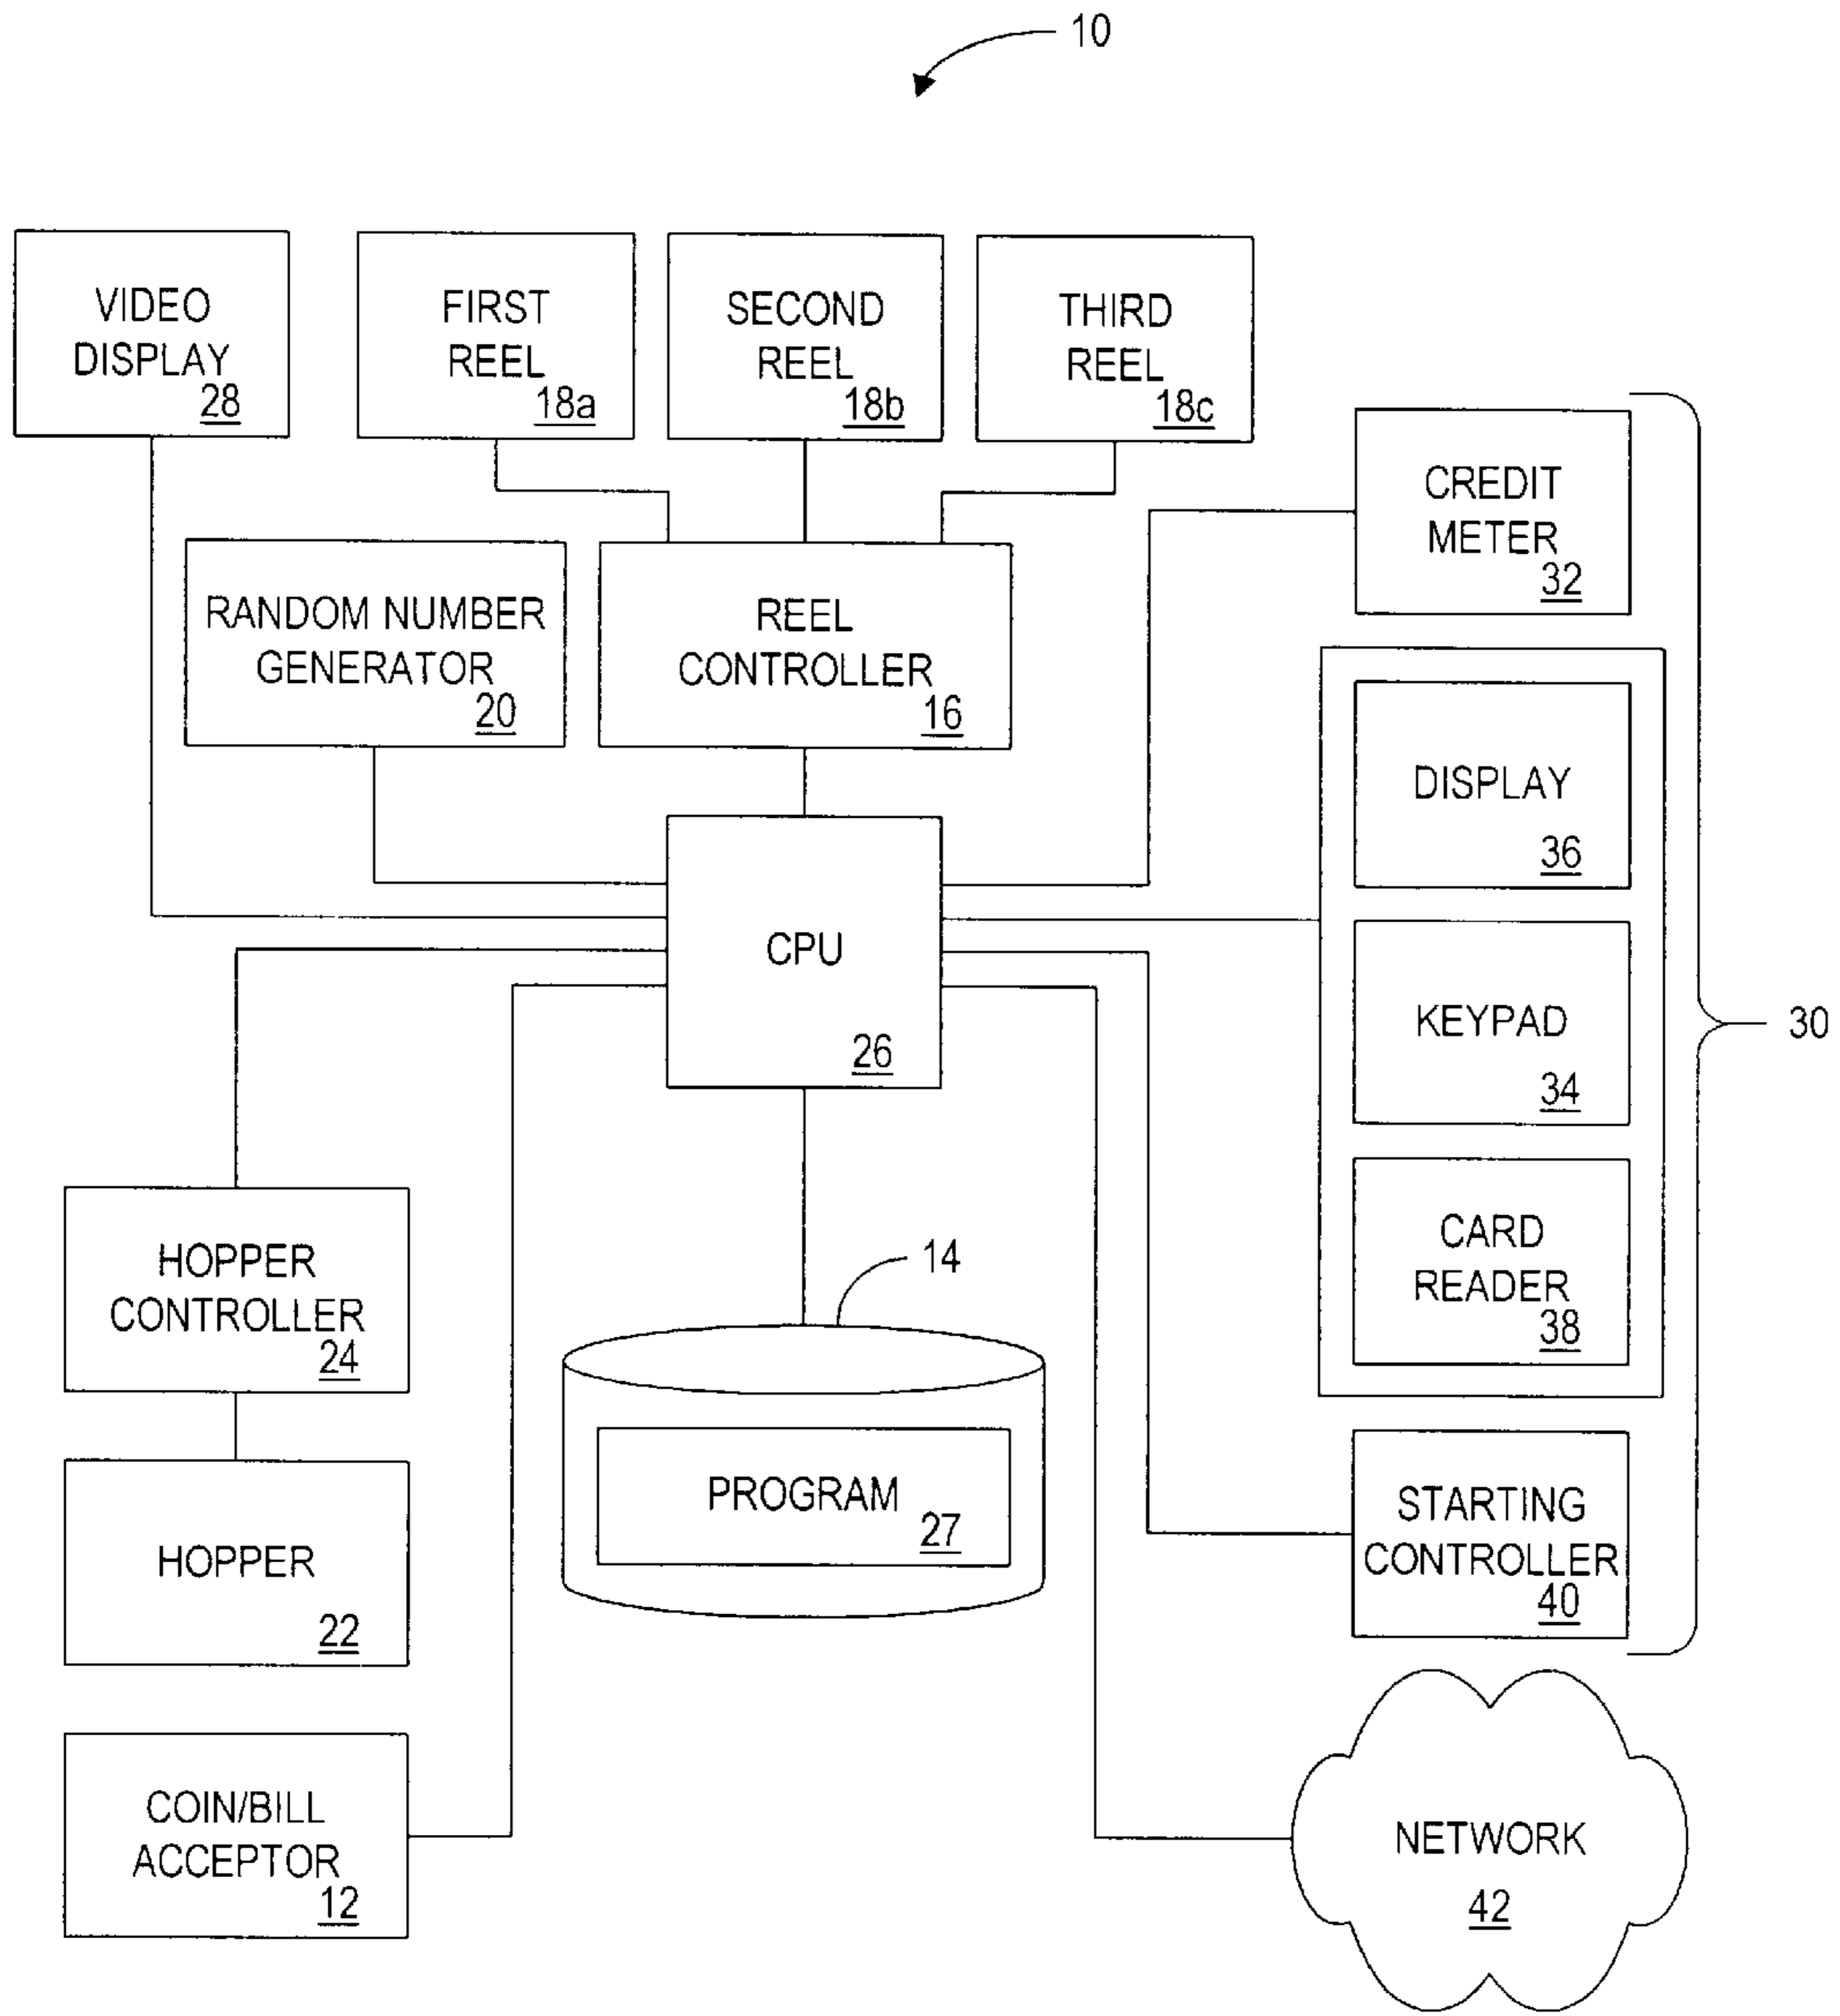 10
VIDEO
DISPLAY
28
FIRST
REEL
18a
SECOND
REEL
18b
THIRD
REEL
18c
CREDIT
METER
32
RANDOM NUMBER
GENERATOR
20
REEL
CONTROLLER
16
DISPLAY
36
CPU
26
KEYPAD
34
30
CARD
READER
38
HOPPER
CONTROLLER
24
14
PROGRAM
27
STARTING
CONTROLLER
40
HOPPER
22
COIN/BILL
ACCEPTOR
12
NETWORK
42